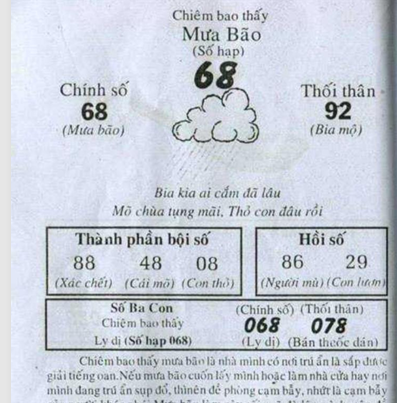 Chiêm bao thấy
Mưa Bão
(Số hạp)
68
Chính số
68
(Mưa bão)
Thối thân
92
(Bia mộ)
Bia kia ai cắm đã lâu
Mõ chùa tụng mãi, Thỏ con đâu rồi
Thành phần bội số
88 48 08
(Xác chết) (Cái mõ) (Con thỏ)
Hồi số
86 29
(Người mù) (Con lươn)
Số Ba Con (Chính số) (Thối thân)
Chiêm bao thấy 068 078
Ly dị (Số hạp 068) (Ly dị) (Bán thuốc dán)
Chiêm bao thấy mưa bão là nhà mình có nơi trú ẩn là sắp được
giải tiếng oan. Nếu mưa bão cuốn lấy mình hoặc làm nhà cửa hay nơi
mình đang trú ẩn sụp đổ, thì nên đề phòng cạm bẫy, nhứt là cạm bẫy